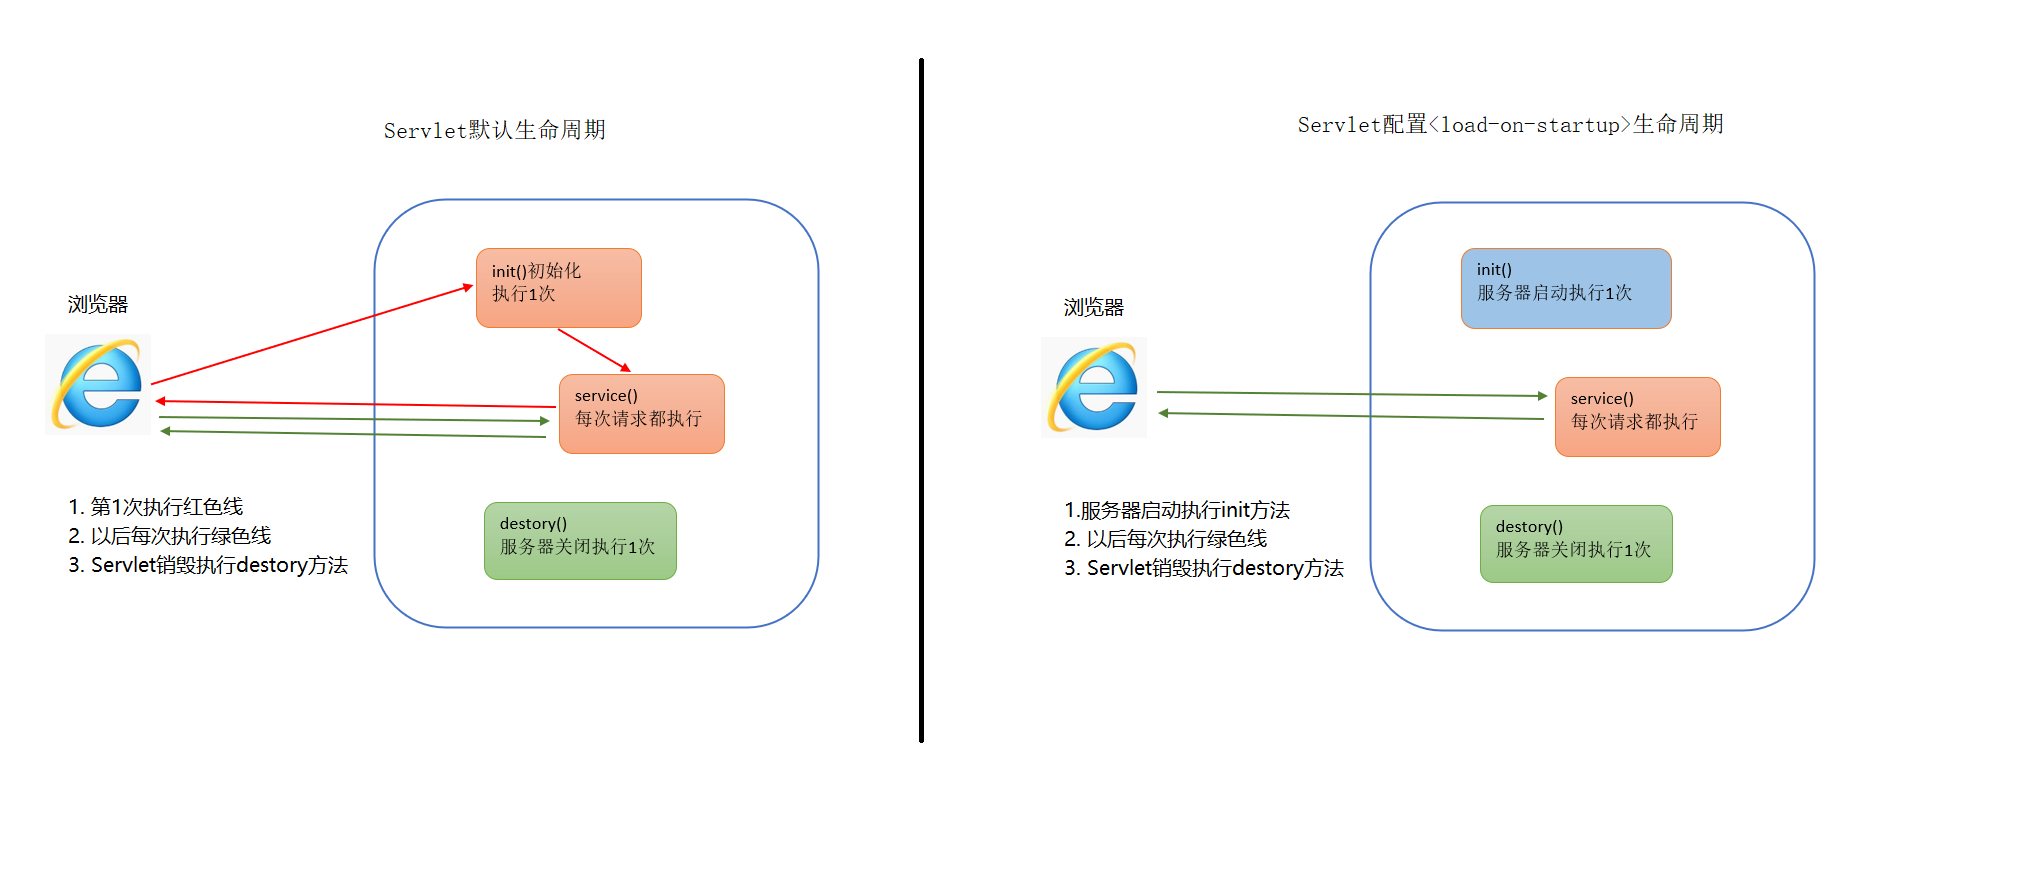 Servlet默认生命周期
浏览器
init()初始化
执行1次
service()
每次请求都执行
destory()
服务器关闭执行1次
1. 第1次执行红色线
2. 以后每次执行绿色线
3. Servlet销毁执行destory方法
Servlet配置<load-on-startup>生命周期
浏览器
init()
服务器启动执行1次
service()
每次请求都执行
destory()
服务器关闭执行1次
1.服务器启动执行init方法
2. 以后每次执行绿色线
3. Servlet销毁执行destory方法